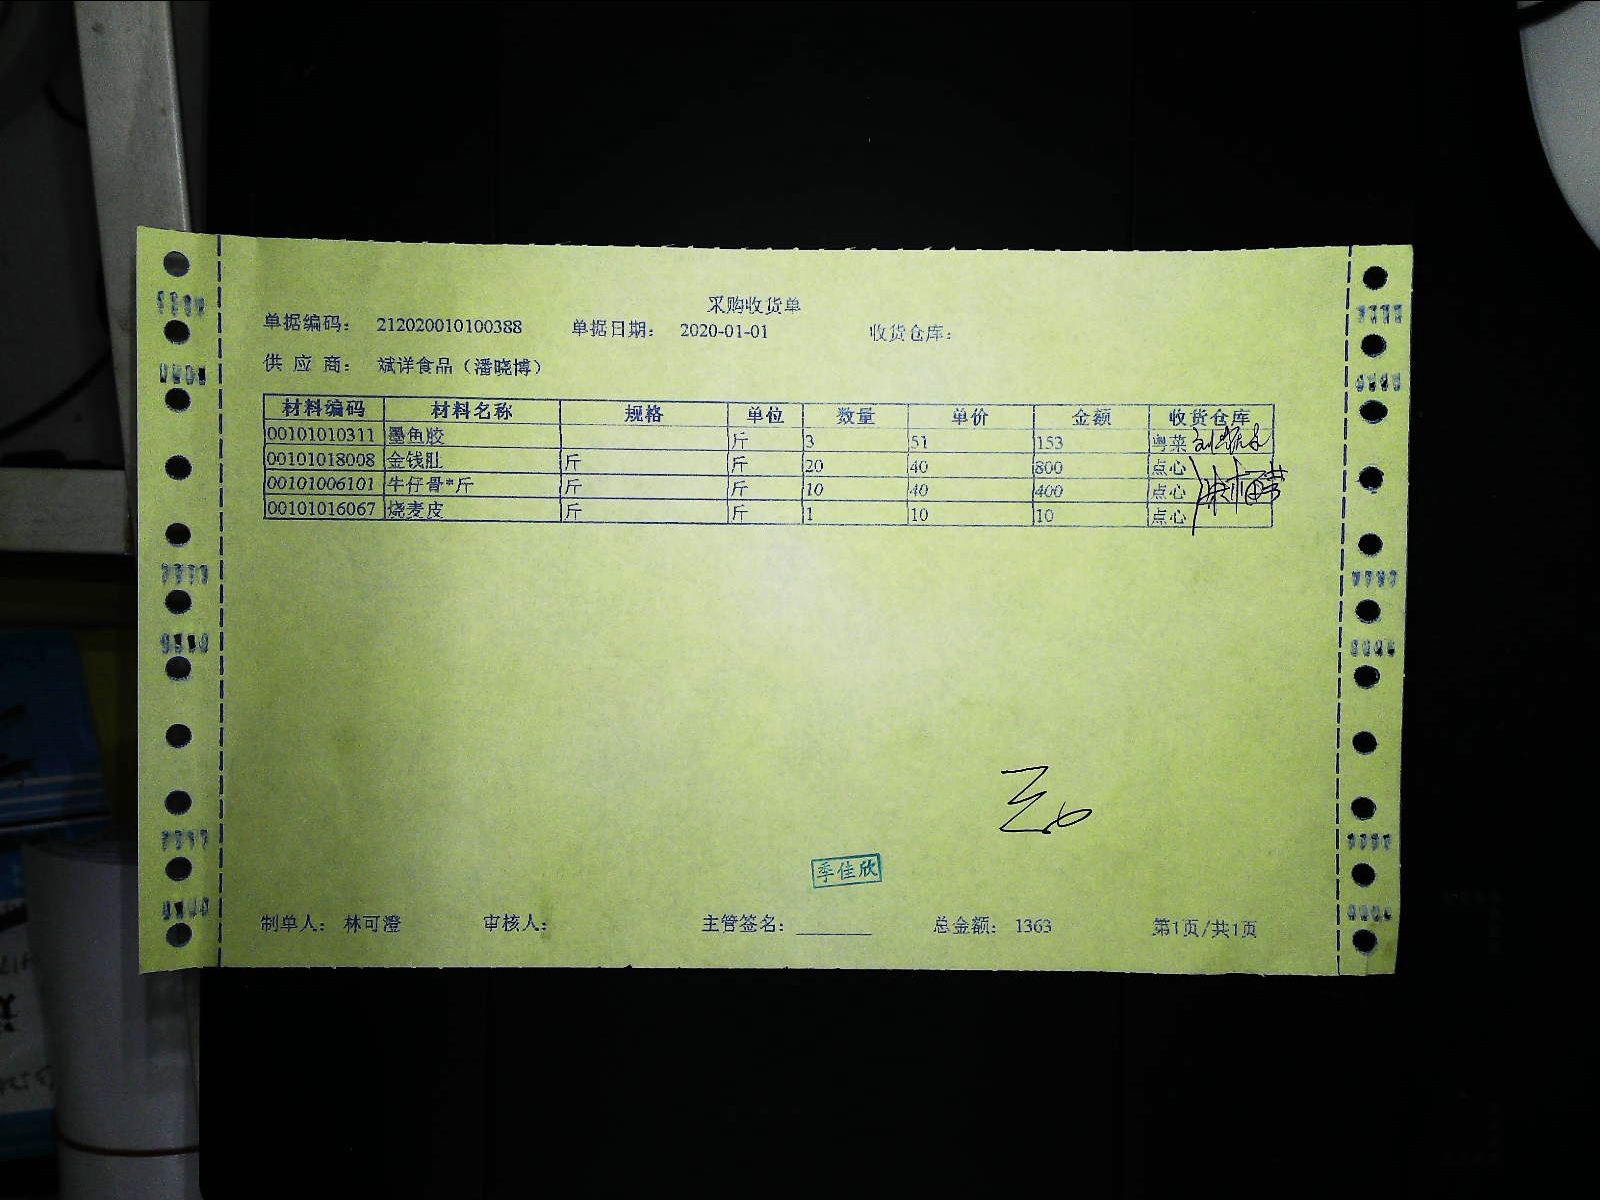 采购收货单
单据编码： 212020010100388 单据日期： 2020-01-01 收货仓库：
供 应 商： 斌洋食品（潘晓博）
材料编码 材料名称 规格 单位 数量 单价 金额 收货仓库
00101010311 墨鱼胶 斤 3 51 153 粤菜
00101018008 金钱肚 斤 斤 20 40 800 点心
00101006101 牛仔骨*斤 斤 斤 10 40 400 点心
00101016067 烧麦皮 斤 斤 1 10 10 点心
季佳欣
制单人： 林可澄 审核人： 主管签名： 总金额： 1363 第1页/共1页